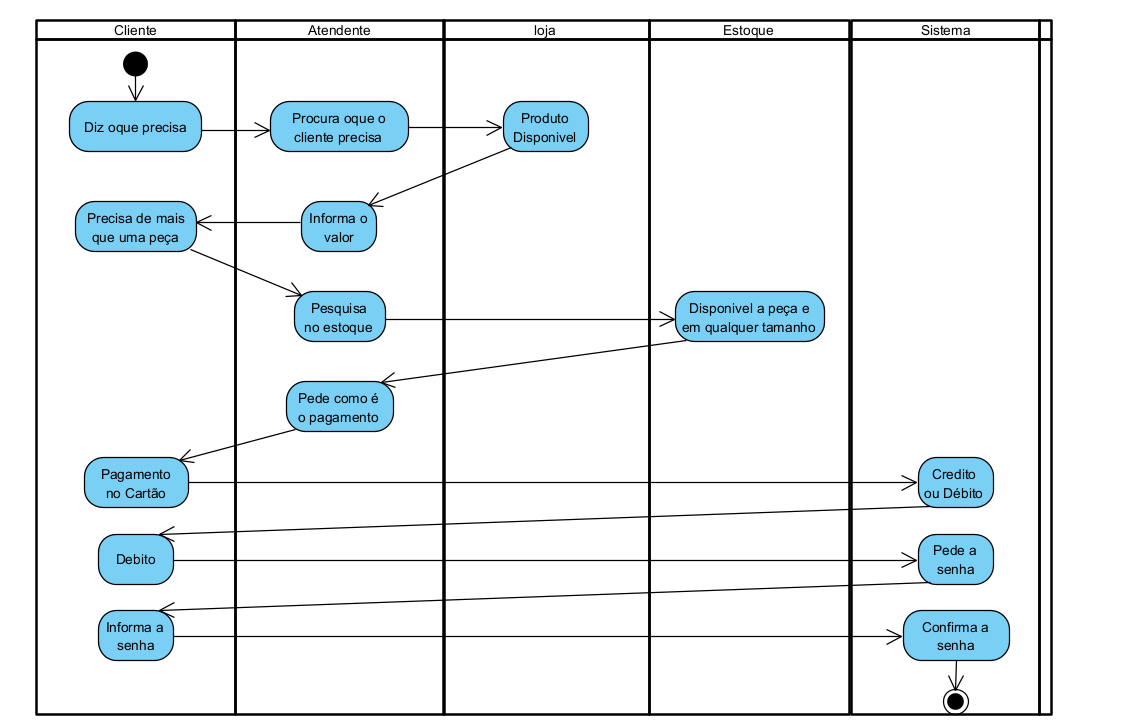 Cliente
Atendente
loja
Estoque
Sistema
Diz oque precisa
Procura oque o
cliente precisa
Produto
Disponivel
Informa o
valor
Precisa de mais
que uma peça
Pesquisa
no estoque
Disponivel a peça e
em qualquer tamanho
Pede como é
o pagamento
Pagamento
no Cartão
Credito
ou Débito
Debito
Pede a
senha
Informa a
senha
Confirma a
senha